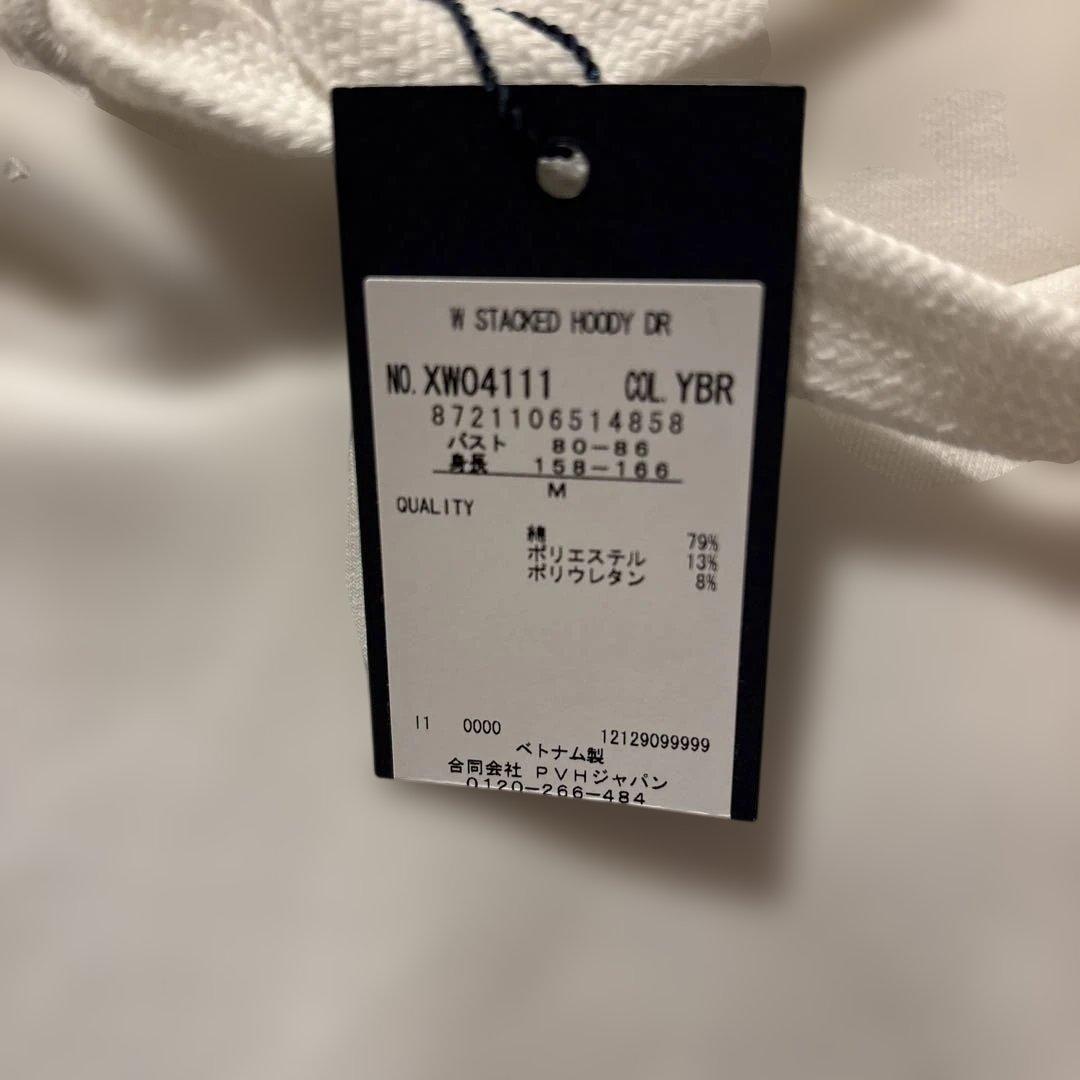 W STACKED HOODY DR
NO. XW04111 COL. YBR
8721106514858
バスト 80-86
身長 158-166
M
QUALITY
綿 79%
ポリエステル 13%
ポリウレタン 8%
I1 0000 12129099999
ベトナム製
合同会社 PVHジャパン
0120-266-484